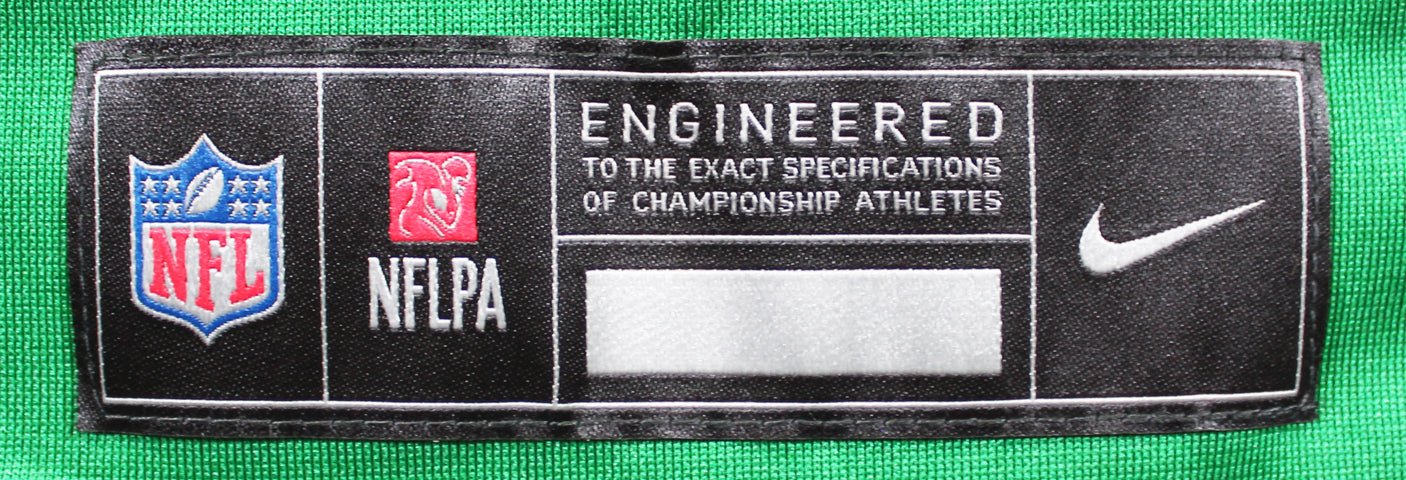 NFL
NFLPA
ENGINEERED
TO THE EXACT SPECIFICATIONS
OF CHAMPIONSHIP ATHLETES